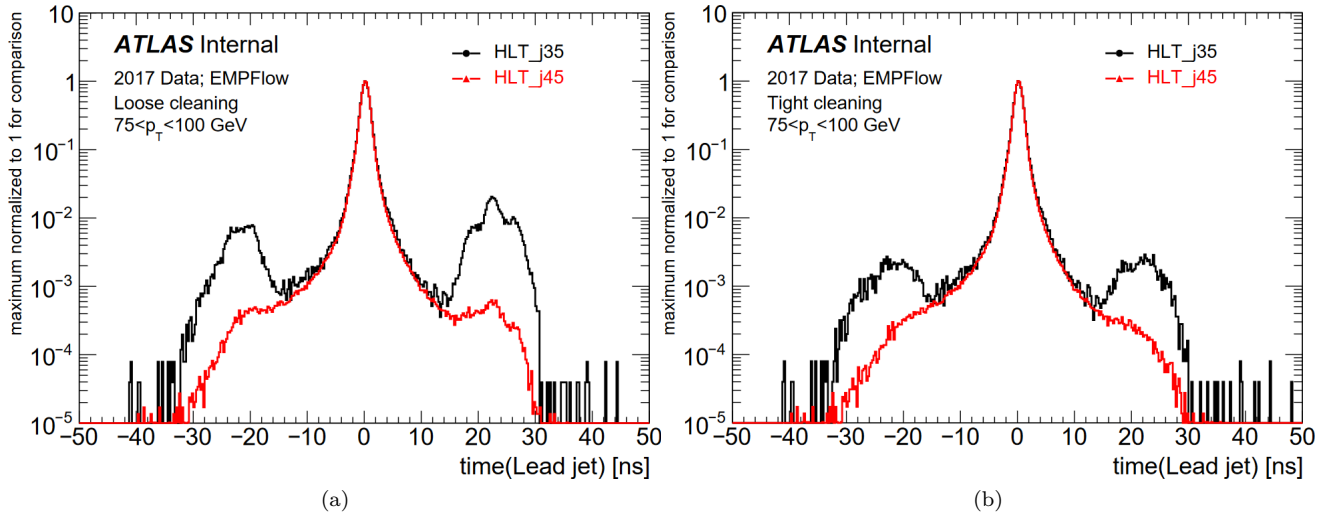 maximum normalized to 1 for comparison
10
1
10⁻¹
10⁻²
10⁻³
10⁻⁴
10⁻⁵
ATLAS Internal
2017 Data; EMPFlow
Loose cleaning
75<p_T<100 GeV
HLT_j35
HLT_j45
−50 −40 −30 −20 −10 0 10 20 30 40 50
time(Lead jet) [ns]
(a)
maximum normalized to 1 for comparison
10
1
10⁻¹
10⁻²
10⁻³
10⁻⁴
10⁻⁵
ATLAS Internal
2017 Data; EMPFlow
Tight cleaning
75<p_T<100 GeV
HLT_j35
HLT_j45
−50 −40 −30 −20 −10 0 10 20 30 40 50
time(Lead jet) [ns]
(b)